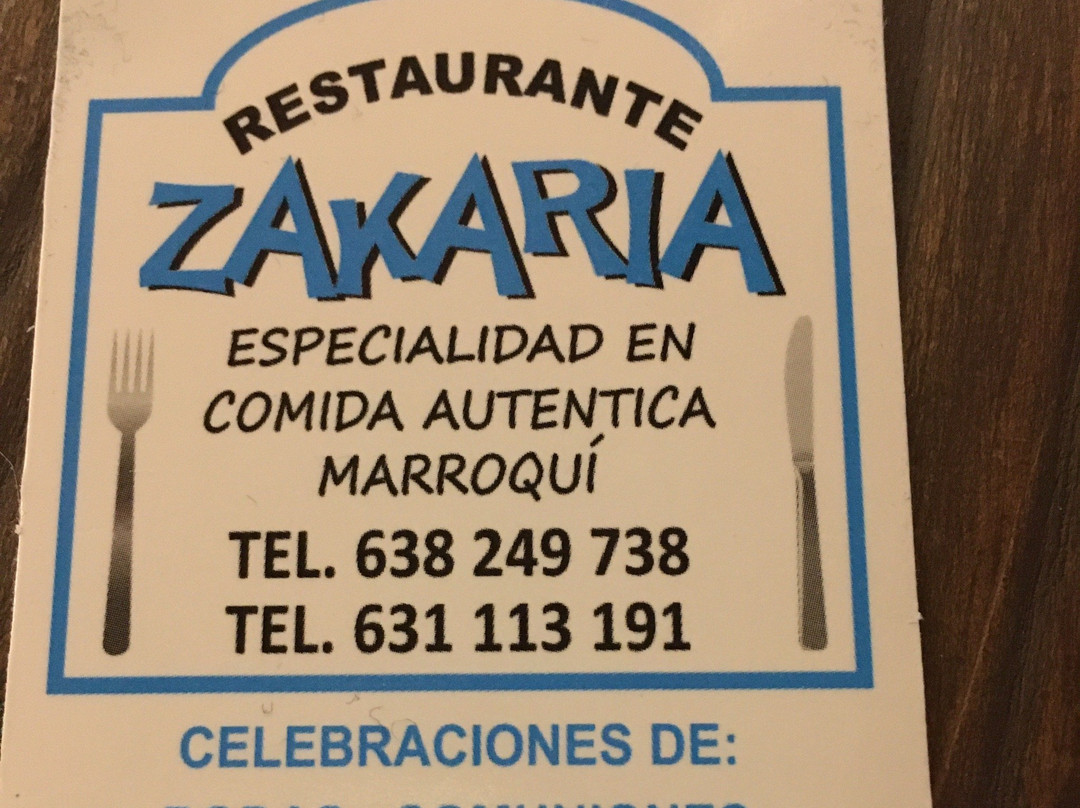 RESTAURANTE
ZAKARIA
ESPECIALIDAD EN
COMIDA AUTENTICA
MARROQUÍ
TEL. 638 249 738
TEL. 631 113 191
CELEBRACIONES DE: